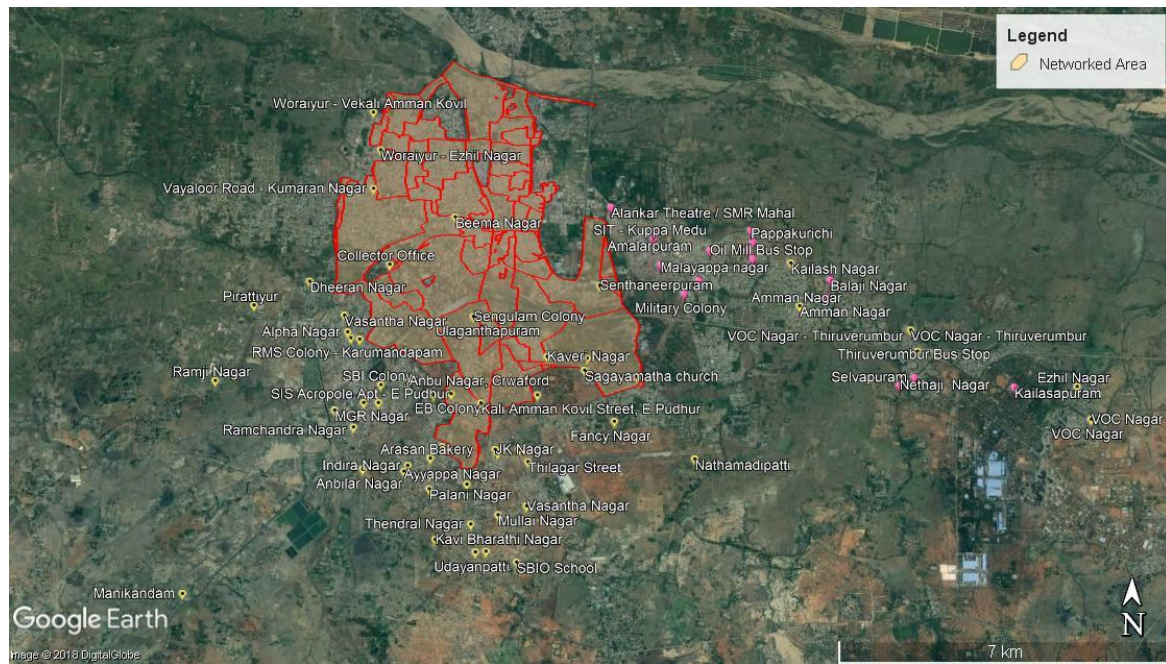 Legend
Networked Area
Woraiyur - Vekali Amman Kovil
Woraiyur - Ezhil Nagar
Vayaloor Road - Kumaran Nagar
Alankar Theatre / SMR Mahal
Beema Nagar
SIT - Kuppa Medu
Pappakurichi
Amalarpuram
Oil Mill Bus Stop
Collector Office
Malayappa nagar
Kailash Nagar
Dheeran Nagar
Senthaneerpuram
Balaji Nagar
Pirattiyur
Military Colony
Amman Nagar
Amman Nagar
Vasantha Nagar
Sengulam Colony
Alpha Nagar
Ulaganthapuram
VOC Nagar - Thiruverumbur
VOC Nagar - Thiruverumbur
RMS Colony - Karumandapam
Kaveri Nagar
Thiruverumbur Bus Stop
Ramji Nagar
SBI Colony
Anbu Nagar, Crwaford
Sagayamatha church
Selvapuram
Nethaji Nagar
Ezhil Nagar
Kailasapuram
SIS Acropole Apt - E Pudhur
MGR Nagar
EB Colony
Kali Amman Kovil Street, E Pudhur
Ramchandra Nagar
Fancy Nagar
VOC Nagar
VOC Nagar
Arasan Bakery
JK Nagar
Indira Nagar
Thilagar Street
Nathamadipatti
Anbilar Nagar
Ayyappa Nagar
Palani Nagar
Vasantha Nagar
Thendral Nagar
Mullai Nagar
Kavi Bharathi Nagar
Udayanpatti
SBIO School
Manikandam
Google Earth
Image © 2018 DigitalGlobe
N
7 km